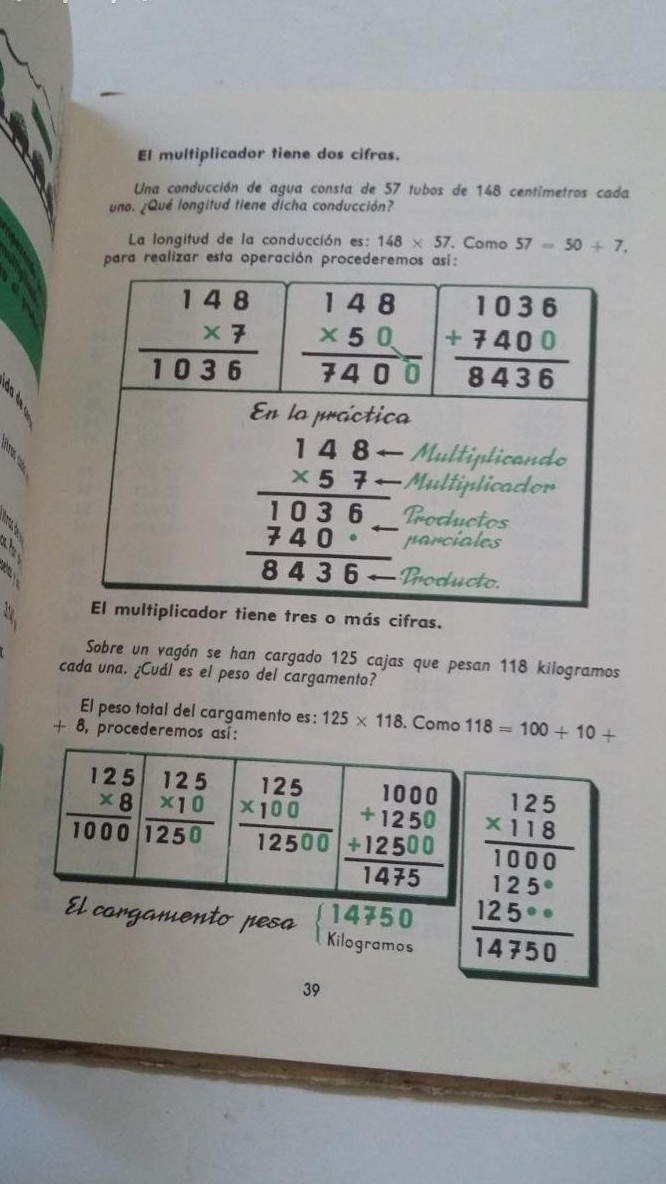 El multiplicador tiene dos cifras.
Una conducción de agua consta de 57 tubos de 148 centímetros cada
uno. ¿Qué longitud tiene dicha conducción?
La longitud de la conducción es: 148 × 57. Como 57 = 50 + 7,
para realizar esta operación procederemos así:
148
× 7
1036
148
× 50
7400
1036
+ 7400
8436
En la práctica
148 ← Multiplicando
× 57 ← Multiplicador
1036 ← Productos
740 • parciales
8436 ← Producto.
El multiplicador tiene tres o más cifras.
Sobre un vagón se han cargado 125 cajas que pesan 118 kilogramos
cada una. ¿Cuál es el peso del cargamento?
El peso total del cargamento es: 125 × 118. Como 118 = 100 + 10 +
+ 8, procederemos así:
125
×8
1000
125
×10
1250
125
×100
12500
1000
+1250
+12500
1475
125
×118
1000
125•
125••
14750
El cargamento pesa { 14750
Kilogramos
39